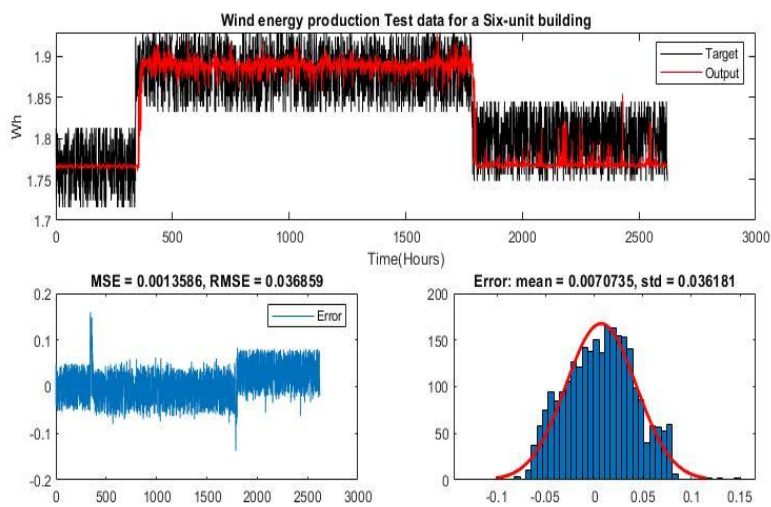 Wind energy production Test data for a Six-unit building
Target
Output
1.9
1.85
1.8
1.75
1.7
Wh
0 500 1000 1500 2000 2500 3000
Time(Hours)
MSE = 0.0013586, RMSE = 0.036859
Error
0.2
0.1
0
-0.1
-0.2
0 500 1000 1500 2000 2500 3000
Error: mean = 0.0070735, std = 0.036181
200
150
100
50
0
-0.1 -0.05 0 0.05 0.1 0.15